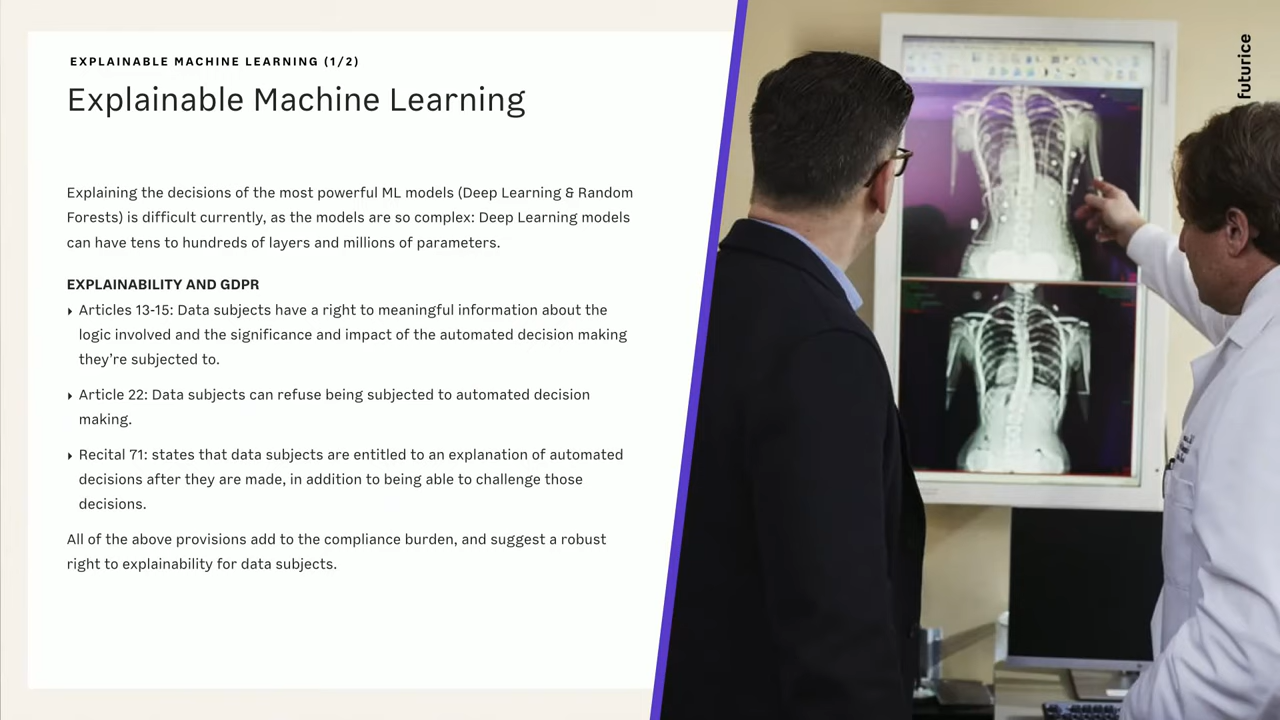 EXPLAINABLE MACHINE LEARNING (1/2)
Explainable Machine Learning
Explaining the decisions of the most powerful ML models (Deep Learning & Random
Forests) is difficult currently, as the models are so complex: Deep Learning models
can have tens to hundreds of layers and millions of parameters.
EXPLAINABILITY AND GDPR
Articles 13-15: Data subjects have a right to meaningful information about the
logic involved and the significance and impact of the automated decision making
they’re subjected to.
Article 22: Data subjects can refuse being subjected to automated decision
making.
Recital 71: states that data subjects are entitled to an explanation of automated
decisions after they are made, in addition to being able to challenge those
decisions.
All of the above provisions add to the compliance burden, and suggest a robust
right to explainability for data subjects.
futurice